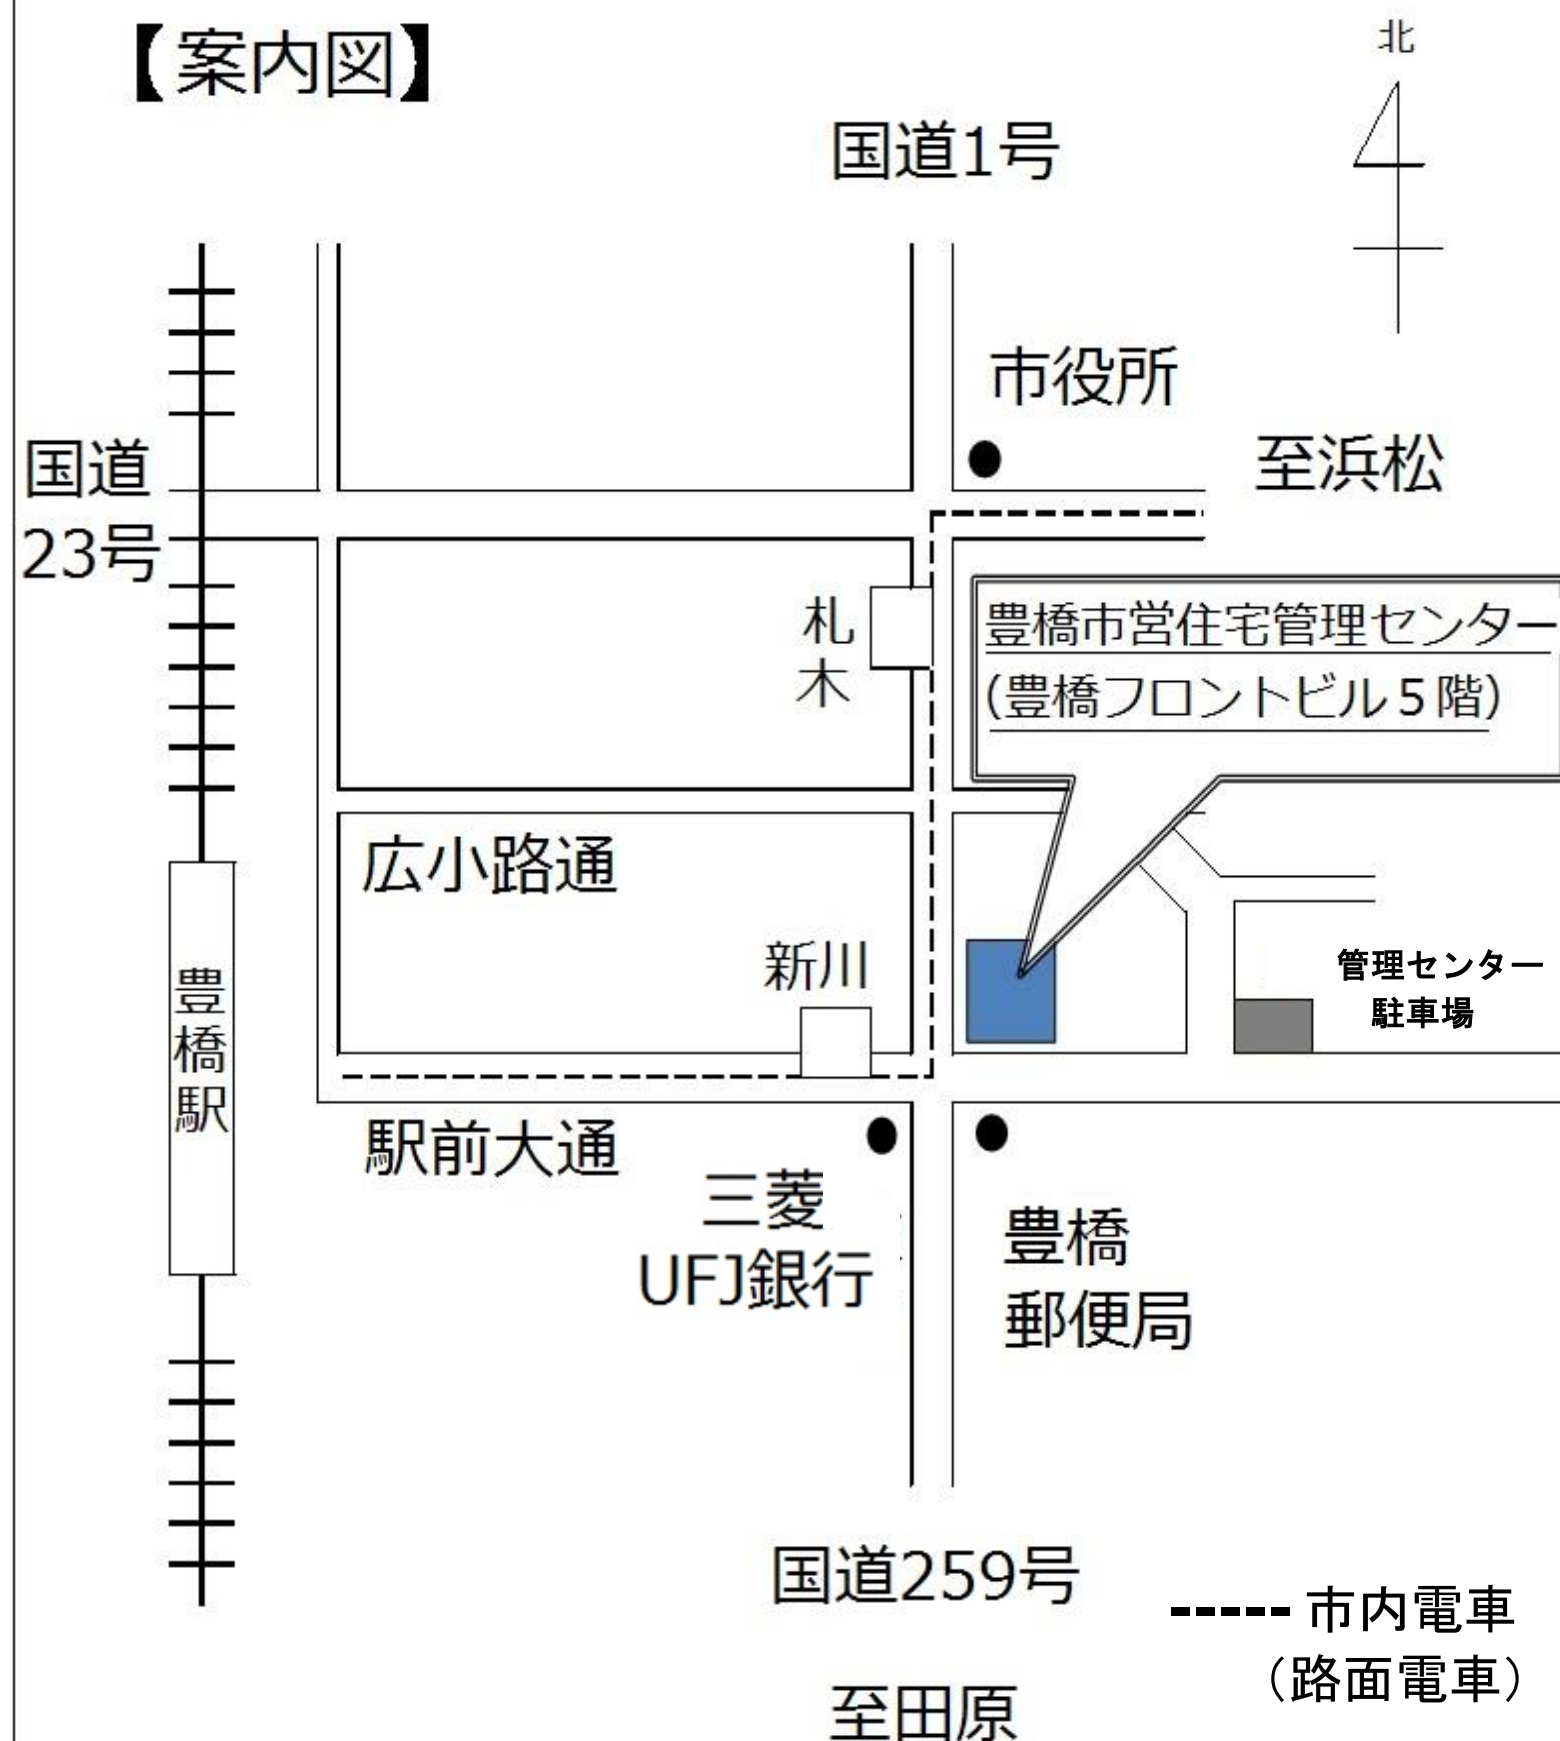 【案内図】
北
国道1号
市役所
至浜松
国道
23号
札
木
豊橋市営住宅管理センター
(豊橋フロントビル5階)
広小路通
新川
管理センター
駐車場
豊橋駅
駅前大通
三菱
UFJ銀行
豊橋
郵便局
国道259号
市内電車
(路面電車)
至田原